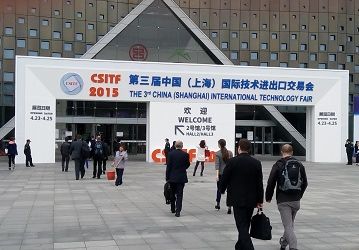 CSITF
2015
第三届中国（上海）国际技术进出口交易会
THE 3rd CHINA (SHANGHAI) INTERNATIONAL TECHNOLOGY FAIR
展览日期
4.23-4.25
欢迎
WELCOME
2号馆/3号馆
HALL2/HALL3
展览日期
4.23-4.25